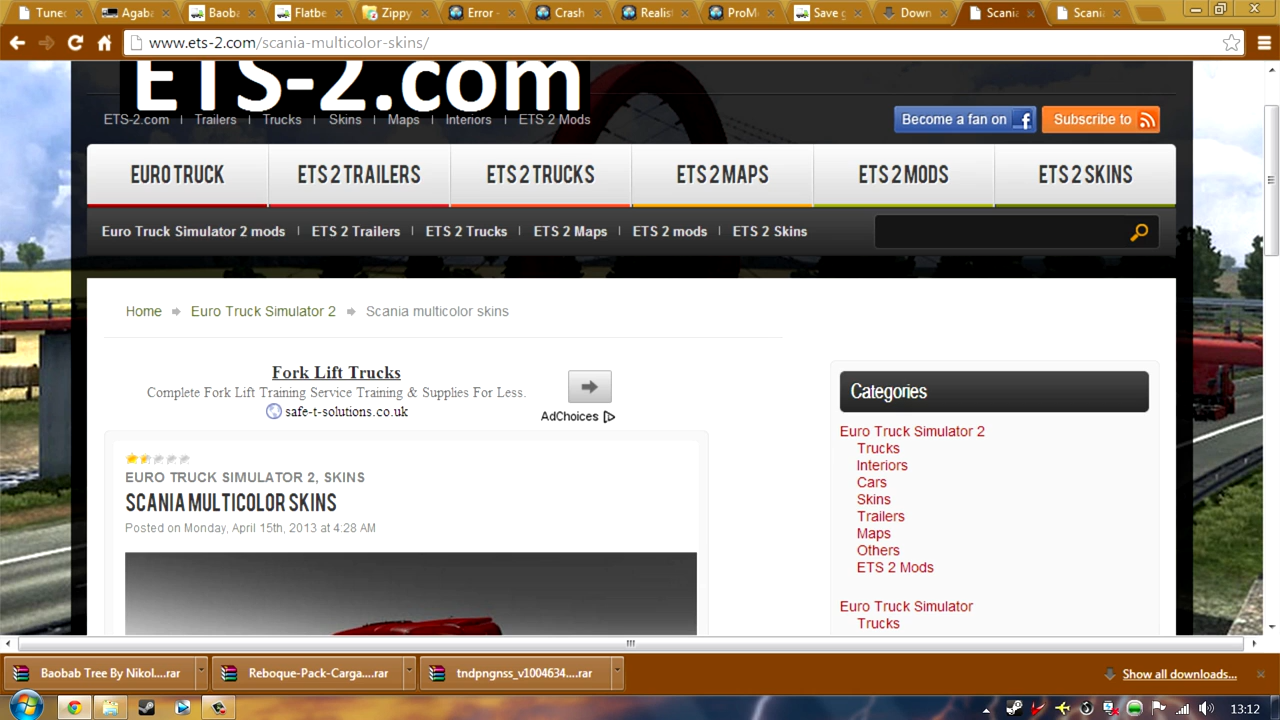 Tuned
Agaba
Baoba
Flatbe
Zippy
Error -
Crash
Realist
ProM
Save g
Down
Scania
Scania
www.ets-2.com/scania-multicolor-skins/
ETS-2.com
ETS-2.com | Trailers | Trucks | Skins | Maps | Interiors | ETS 2 Mods
Become a fan on f
Subscribe to
EURO TRUCK
ETS 2 TRAILERS
ETS 2 TRUCKS
ETS 2 MAPS
ETS 2 MODS
ETS 2 SKINS
Euro Truck Simulator 2 mods | ETS 2 Trailers | ETS 2 Trucks | ETS 2 Maps | ETS 2 mods | ETS 2 Skins
Home Euro Truck Simulator 2 Scania multicolor skins
Fork Lift Trucks
Complete Fork Lift Training Service Training & Supplies For Less.
safe-t-solutions.co.uk
AdChoices
EURO TRUCK SIMULATOR 2, SKINS
SCANIA MULTICOLOR SKINS
Posted on Monday, April 15th, 2013 at 4:28 AM
Categories
Euro Truck Simulator 2
Trucks
Interiors
Cars
Skins
Trailers
Maps
Others
ETS 2 Mods
Euro Truck Simulator
Trucks
Baobab Tree By Nikol....rar
Reboque-Pack-Carga....rar
tndpngnss_v1004634....rar
Show all downloads...
13:12